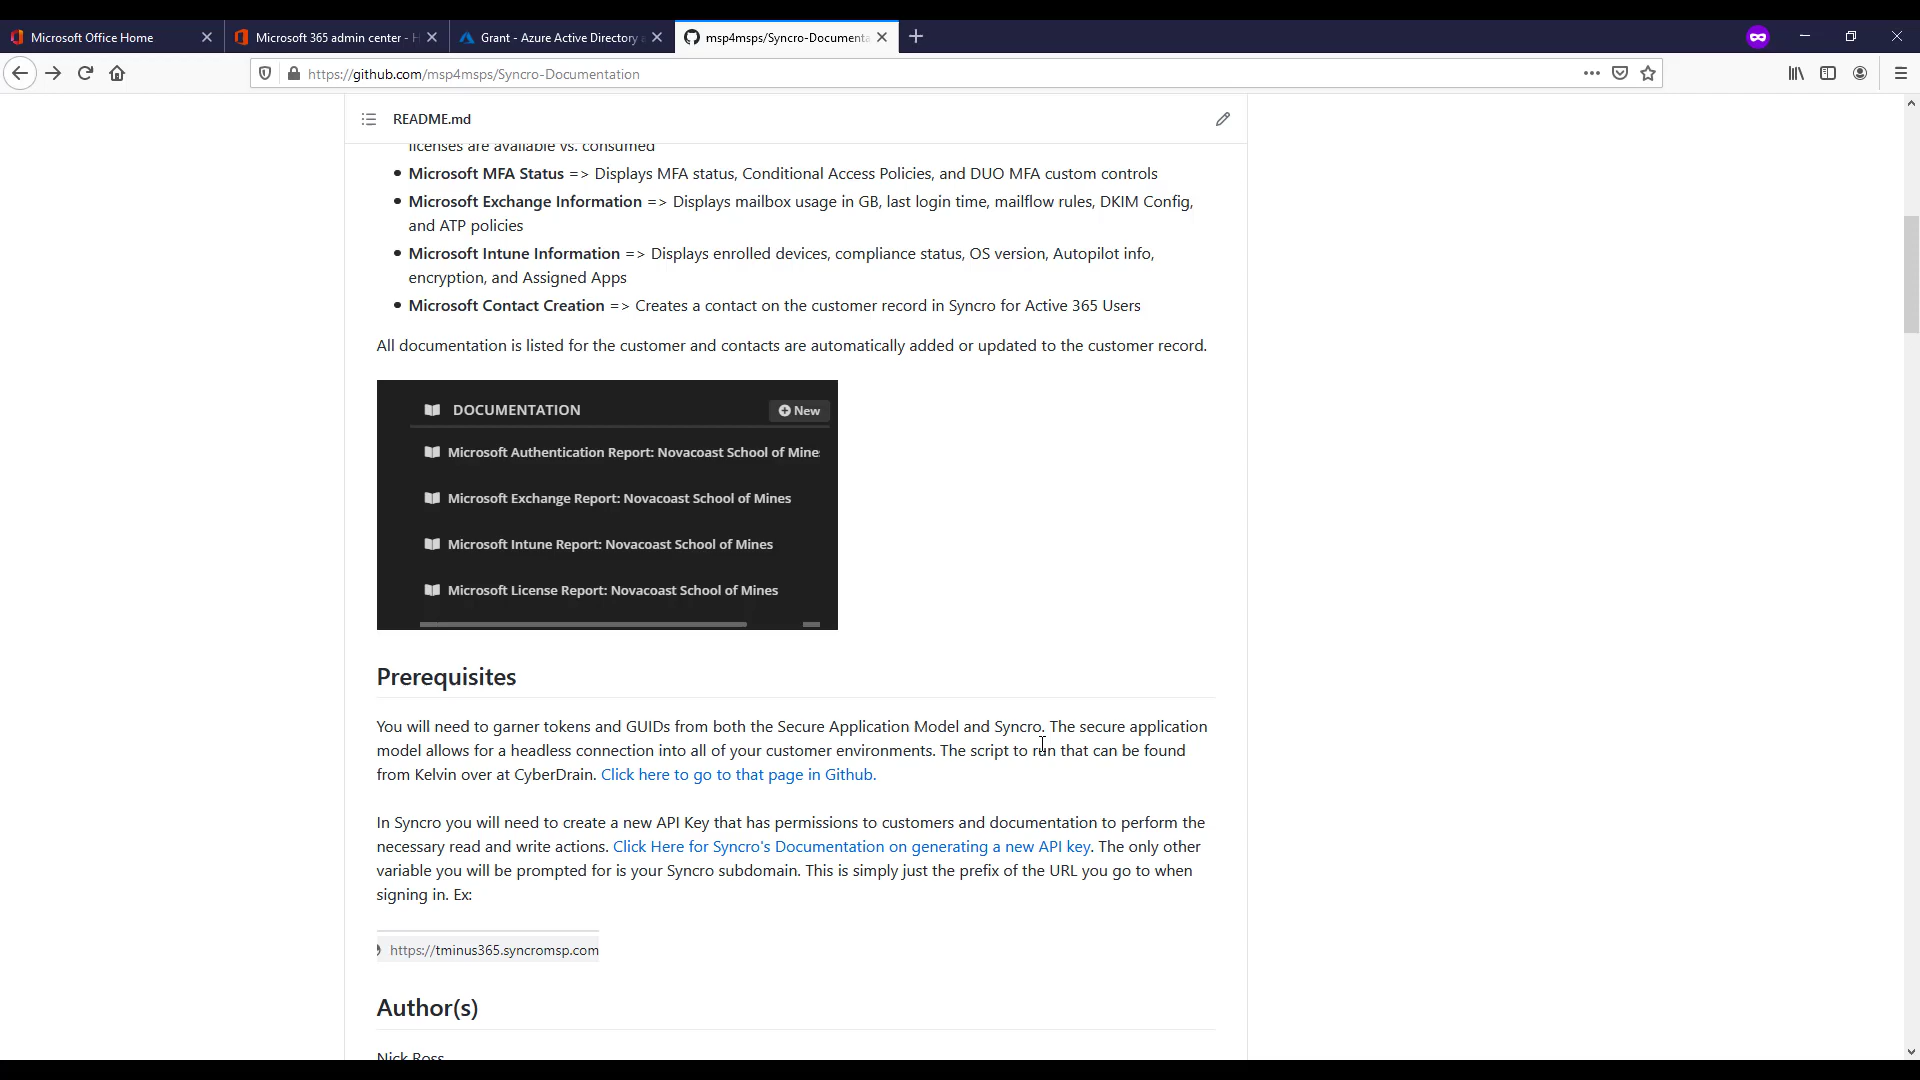 Microsoft Office Home
Microsoft 365 admin center - H
Grant - Azure Active Directory a
msp4msps/Syncro-Documenta
https://github.com/msp4msps/Syncro-Documentation
README.md
licenses are available vs. consumed
Microsoft MFA Status => Displays MFA status, Conditional Access Policies, and DUO MFA custom controls
Microsoft Exchange Information => Displays mailbox usage in GB, last login time, mailflow rules, DKIM Config,
and ATP policies
Microsoft Intune Information => Displays enrolled devices, compliance status, OS version, Autopilot info,
encryption, and Assigned Apps
Microsoft Contact Creation => Creates a contact on the customer record in Syncro for Active 365 Users
All documentation is listed for the customer and contacts are automatically added or updated to the customer record.
DOCUMENTATION
New
Microsoft Authentication Report: Novacoast School of Mines
Microsoft Exchange Report: Novacoast School of Mines
Microsoft Intune Report: Novacoast School of Mines
Microsoft License Report: Novacoast School of Mines
Prerequisites
You will need to garner tokens and GUIDs from both the Secure Application Model and Syncro. The secure application
model allows for a headless connection into all of your customer environments. The script to run that can be found
from Kelvin over at CyberDrain. Click here to go to that page in Github.
In Syncro you will need to create a new API Key that has permissions to customers and documentation to perform the
necessary read and write actions. Click Here for Syncro's Documentation on generating a new API key. The only other
variable you will be prompted for is your Syncro subdomain. This is simply just the prefix of the URL you go to when
signing in. Ex:
https://tminus365.syncromsp.com
Author(s)
Nick Ross